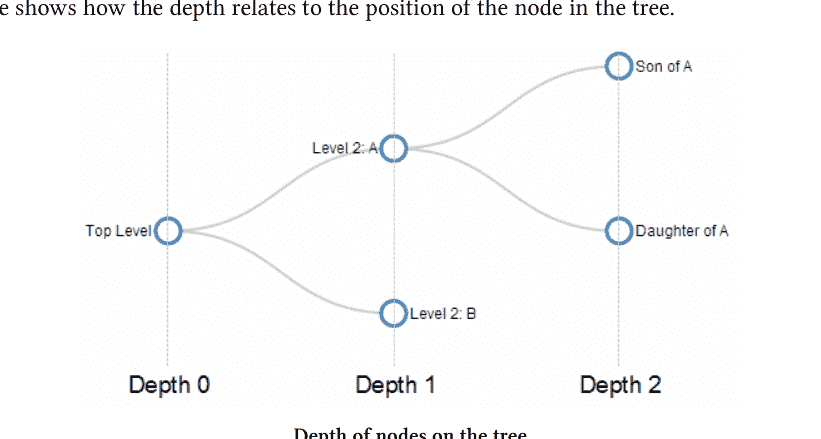 e shows how the depth relates to the position of the node in the tree.
Son of A
Level 2: A
Top Level
Daughter of A
Level 2: B
Depth 0 Depth 1 Depth 2
Depth of nodes on the tree